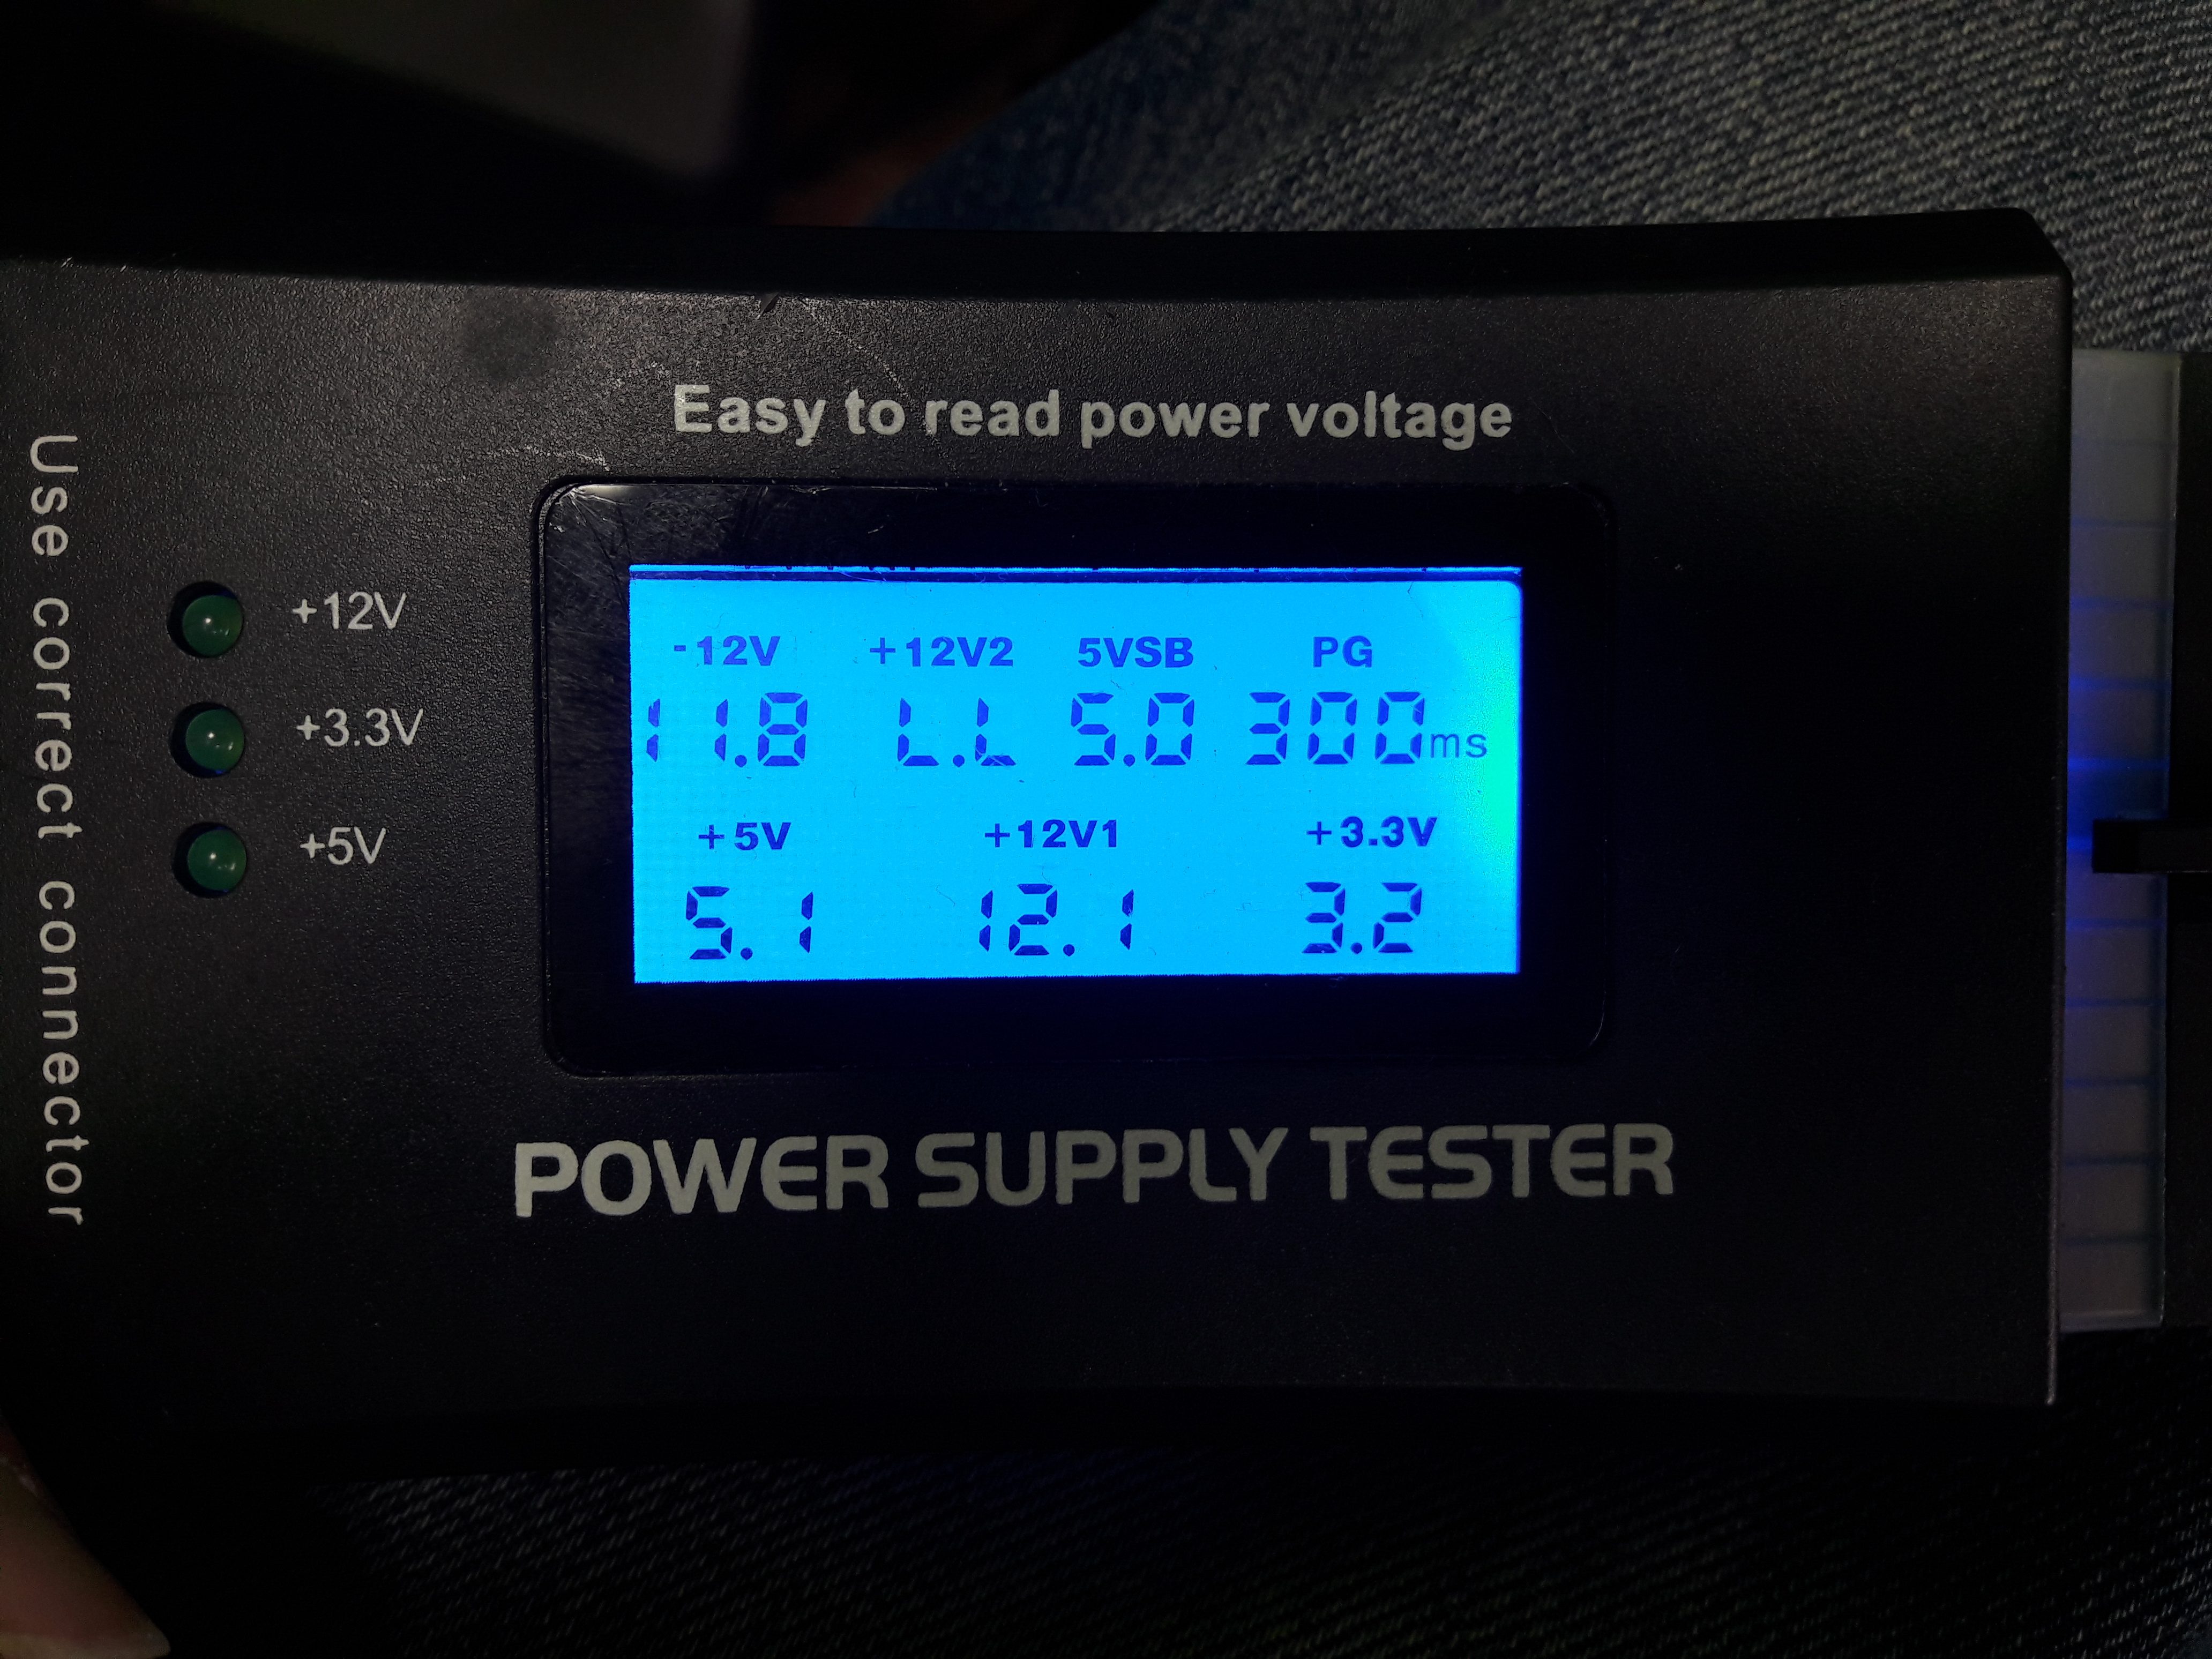 Easy to read power voltage
Use correct connector
+12V
+3.3V
+5V
-12V +12V2 5VSB PG
11.8 L.L 5.0 300ms
+5V +12V1 +3.3V
5.1 12.1 3.2
POWER SUPPLY TESTER